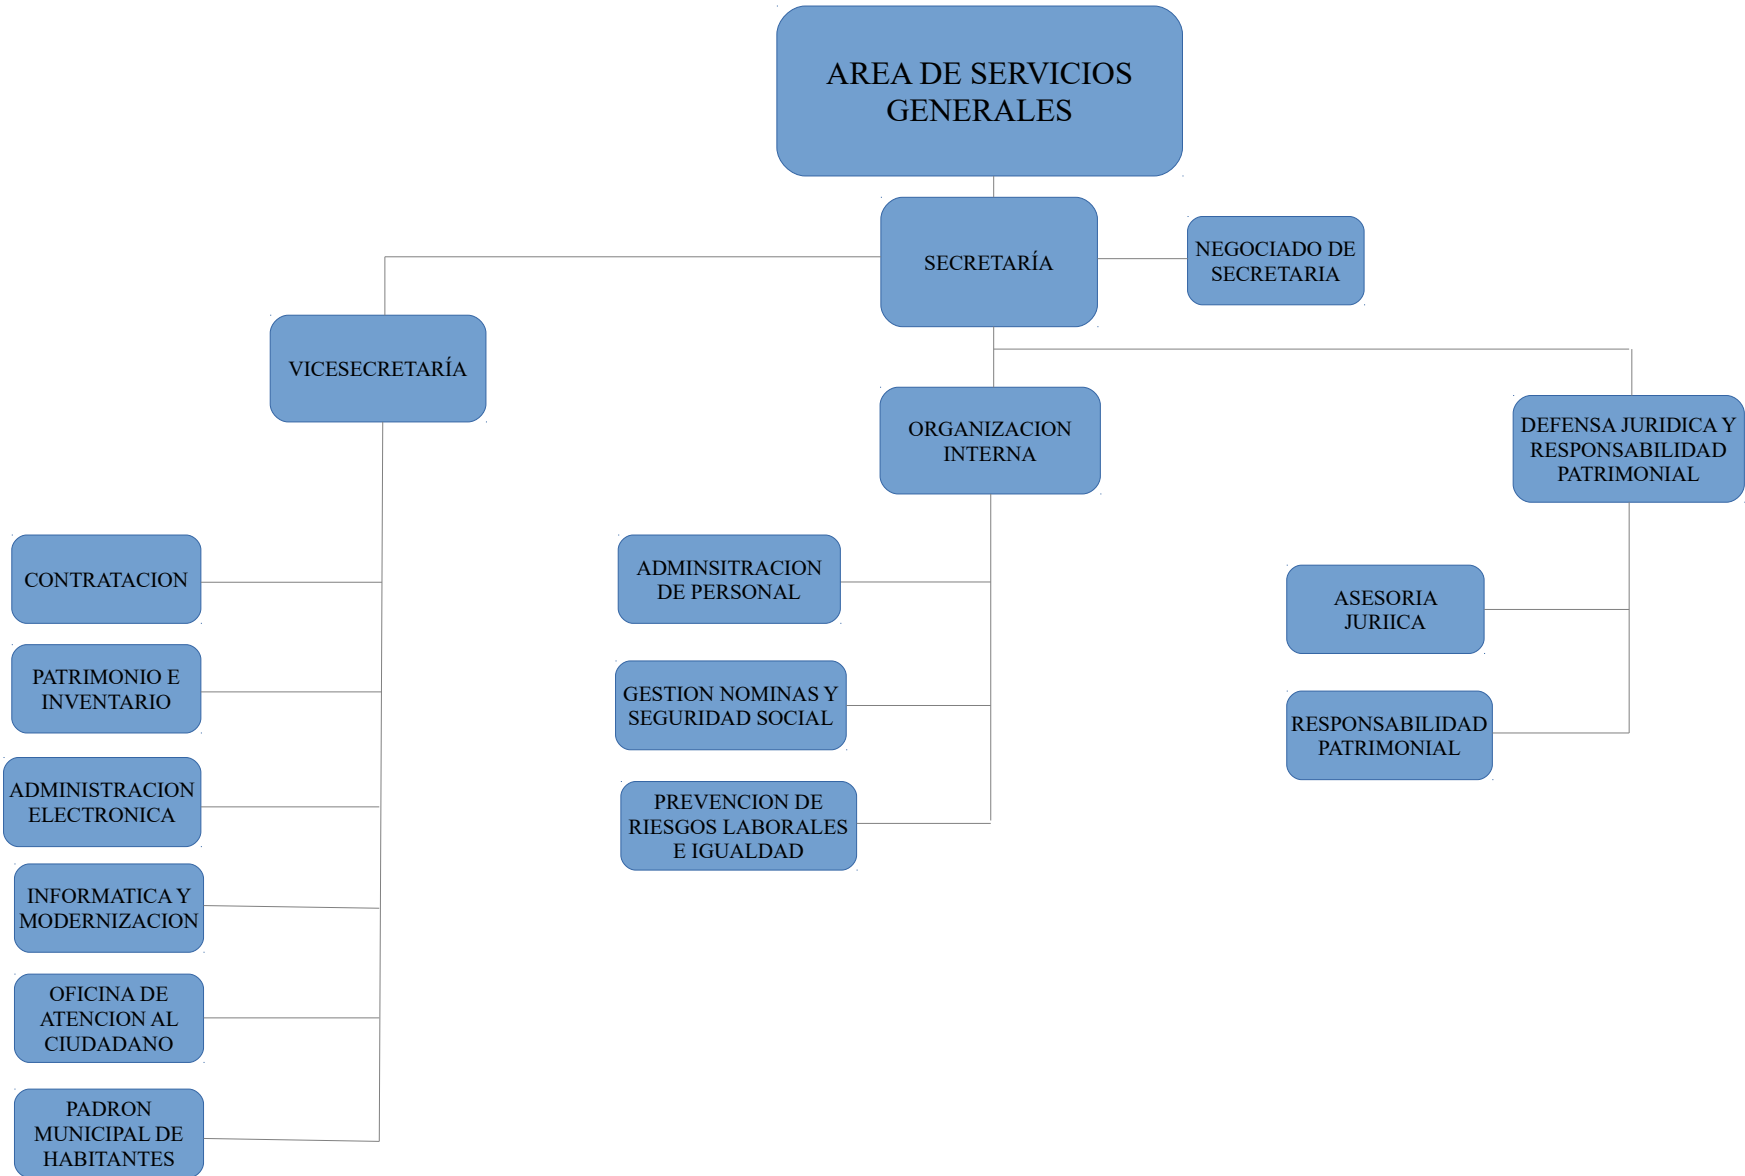 AREA DE SERVICIOS
GENERALES
SECRETARÍA
NEGOCIADO DE
SECRETARIA
VICESECRETARÍA
ORGANIZACION
INTERNA
DEFENSA JURIDICA Y
RESPONSABILIDAD
PATRIMONIAL
CONTRATACION
PATRIMONIO E
INVENTARIO
ADMINISTRACION
ELECTRONICA
INFORMATICA Y
MODERNIZACION
OFICINA DE
ATENCION AL
CIUDADANO
PADRON
MUNICIPAL DE
HABITANTES
ADMINSITRACION
DE PERSONAL
GESTION NOMINAS Y
SEGURIDAD SOCIAL
PREVENCION DE
RIESGOS LABORALES
E IGUALDAD
ASESORIA
JURIICA
RESPONSABILIDAD
PATRIMONIAL